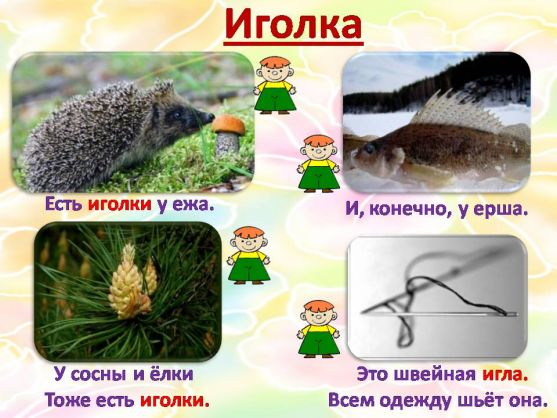 Иголка
Есть иголки у ежа.
И, конечно, у ерша.
У сосны и ёлки
Тоже есть иголки.
Это швейная игла.
Всем одежду шьёт она.